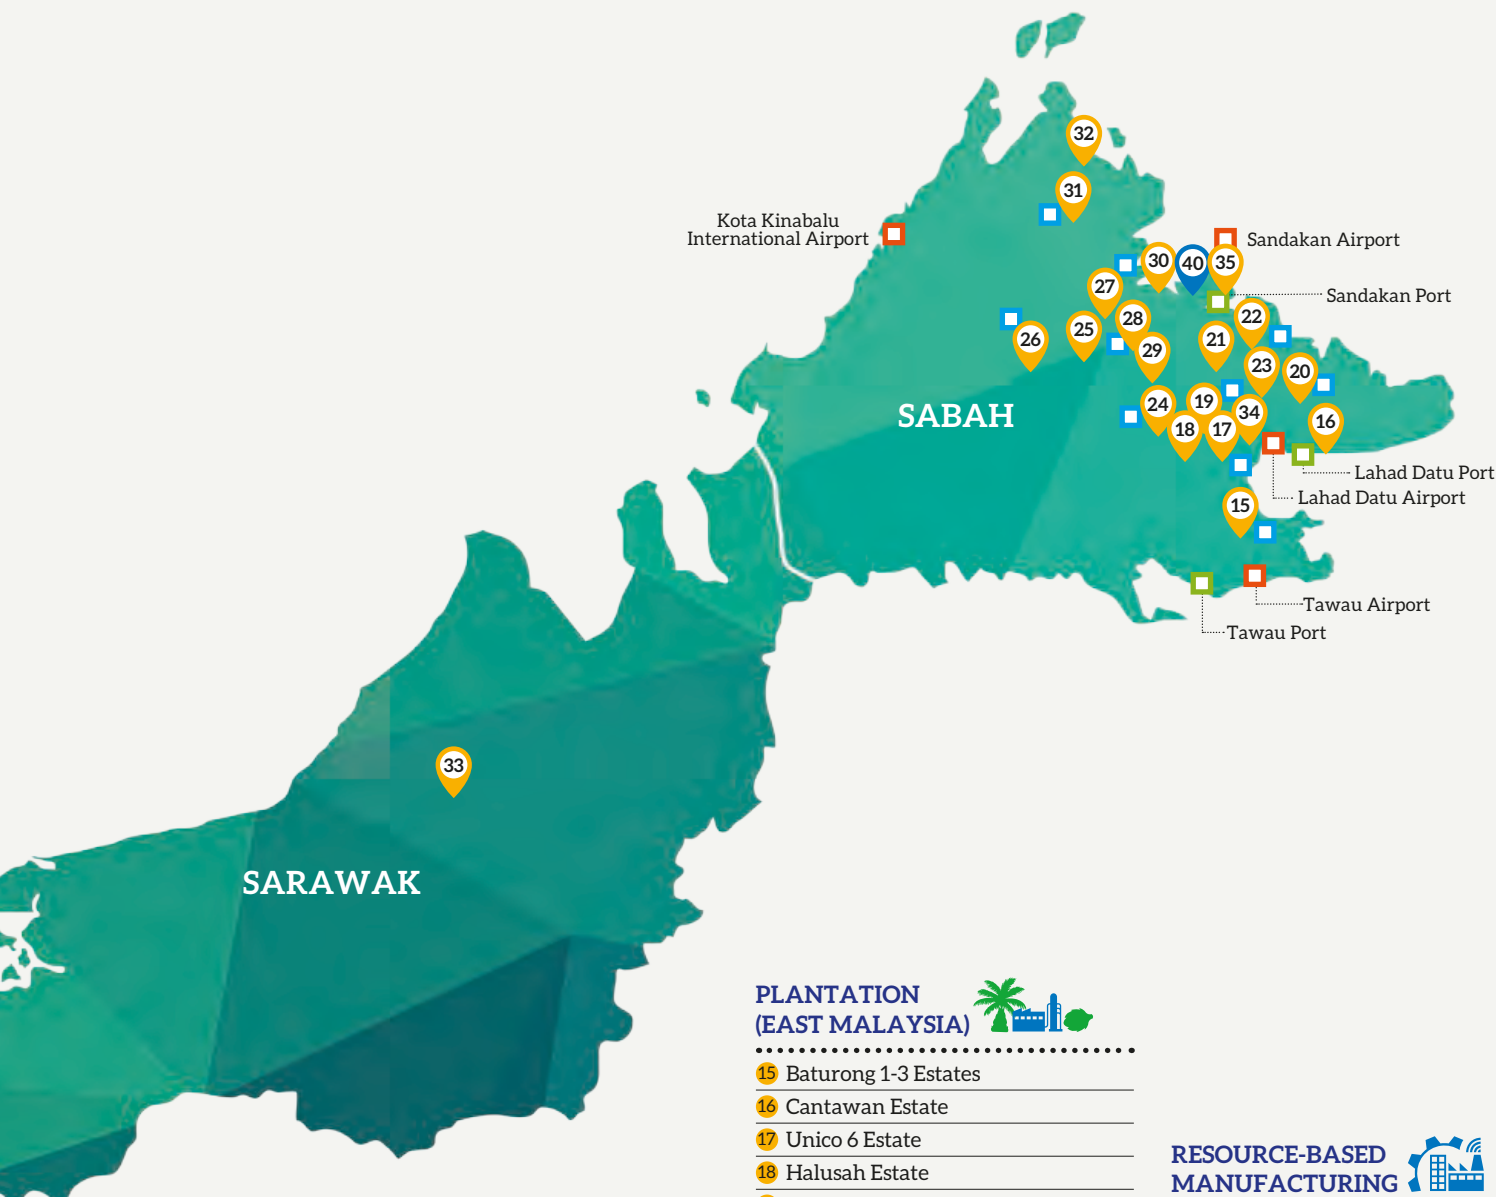 32
31
Kota Kinabalu
International Airport
Sandakan Airport
30
40
35
27
Sandakan Port
28
22
25
26
21
29
23
20
SABAH
24
19
34
16
18
17
Lahad Datu Port
Lahad Datu Airport
15
Tawau Airport
Tawau Port
33
SARAWAK
PLANTATION
(EAST MALAYSIA)
15 Baturong 1-3 Estates
16 Cantawan Estate
17 Unico 6 Estate
18 Halusah Estate
RESOURCE-BASED
MANUFACTURING